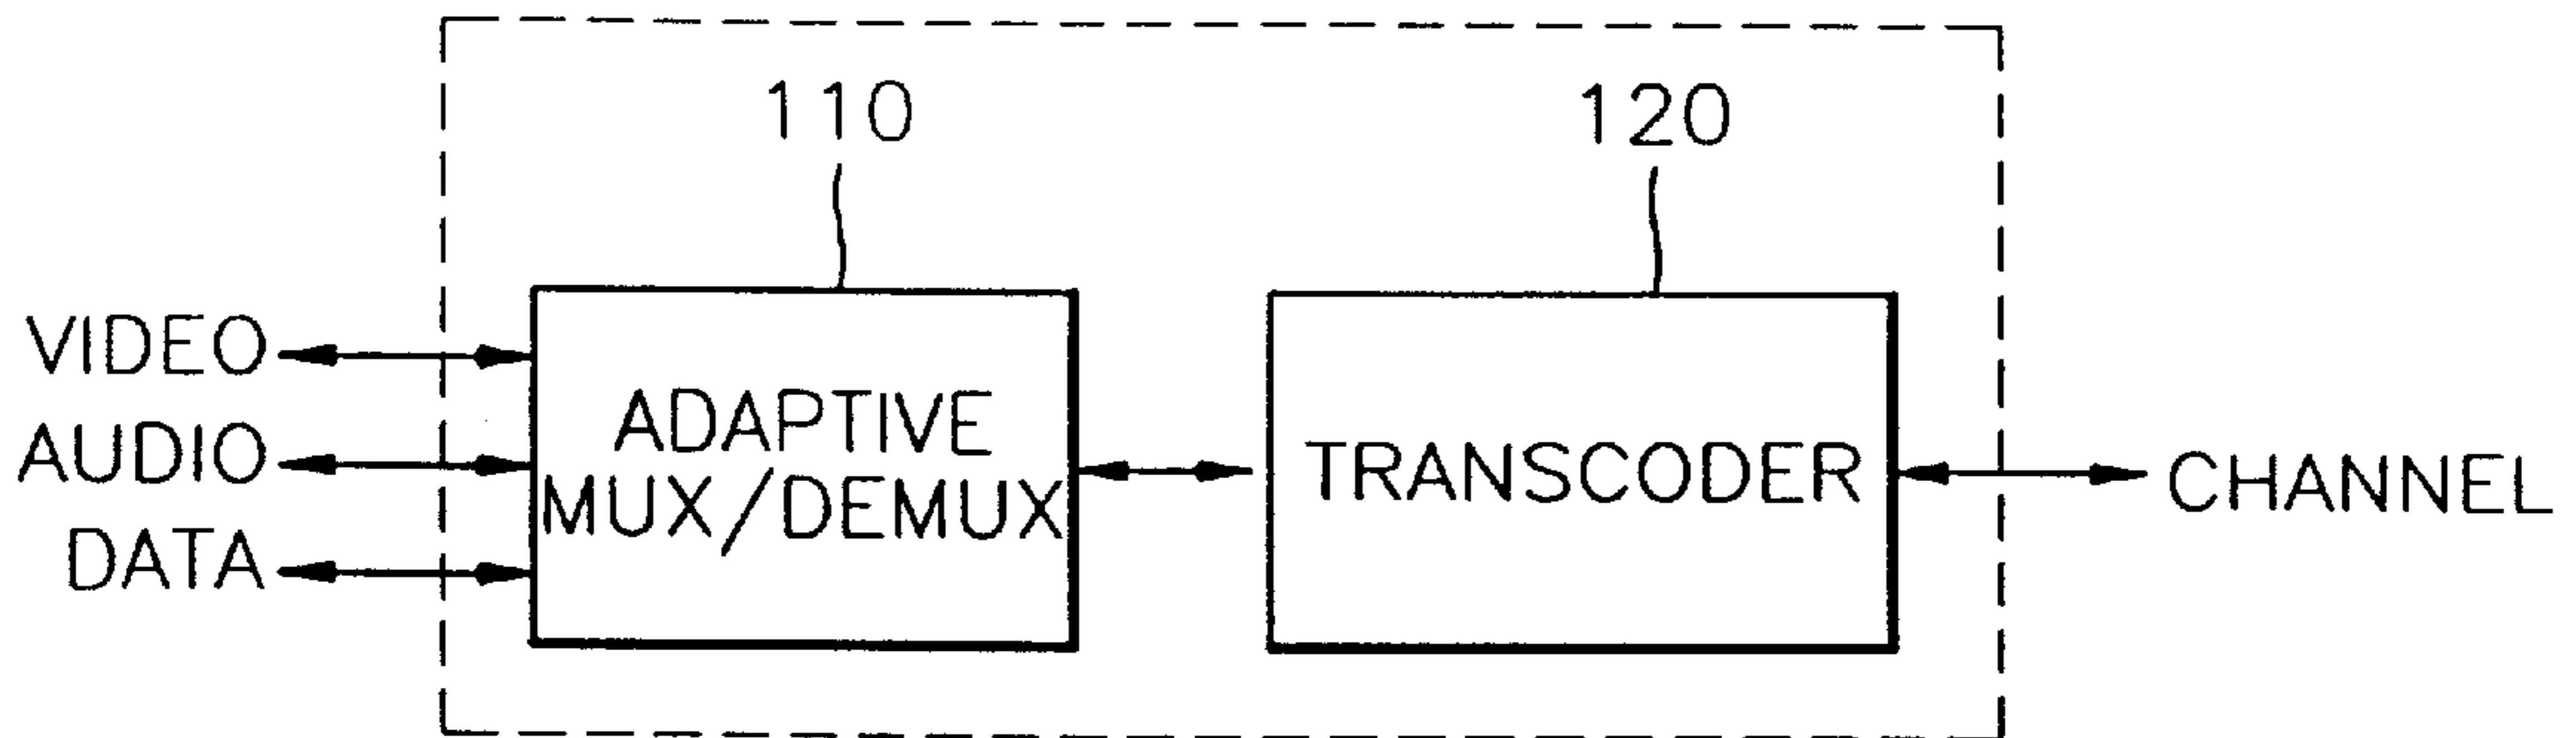 110
120
VIDEO
AUDIO
DATA
ADAPTIVE
MUX/DEMUX
TRANSCODER
CHANNEL